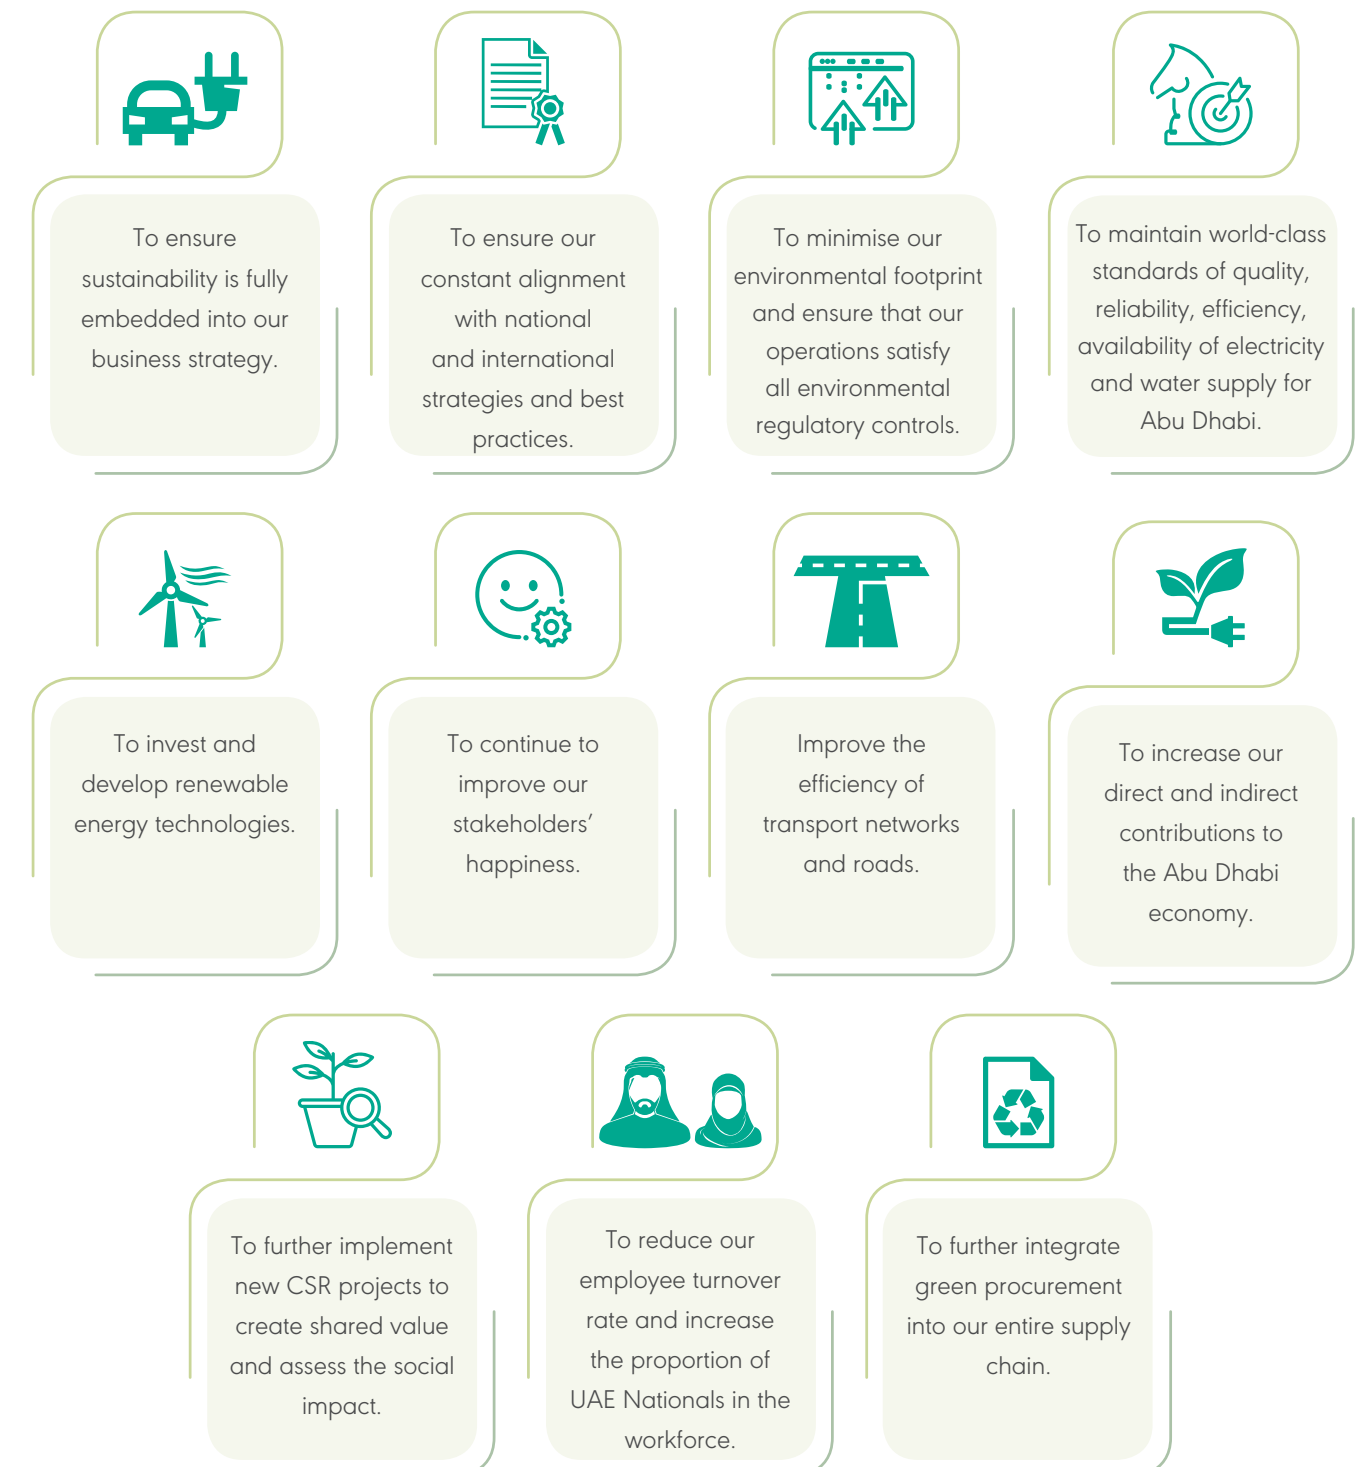 To ensure
sustainability is fully
embedded into our
business strategy.
To ensure our
constant alignment
with national
and international
strategies and best
practices.
To minimise our
environmental footprint
and ensure that our
operations satisfy
all environmental
regulatory controls.
To maintain world-class
standards of quality,
reliability, efficiency,
availability of electricity
and water supply for
Abu Dhabi.
To invest and
develop renewable
energy technologies.
To continue to
improve our
stakeholders’
happiness.
Improve the
efficiency of
transport networks
and roads.
To increase our
direct and indirect
contributions to
the Abu Dhabi
economy.
To further implement
new CSR projects to
create shared value
and assess the social
impact.
To reduce our
employee turnover
rate and increase
the proportion of
UAE Nationals in the
workforce.
To further integrate
green procurement
into our entire supply
chain.